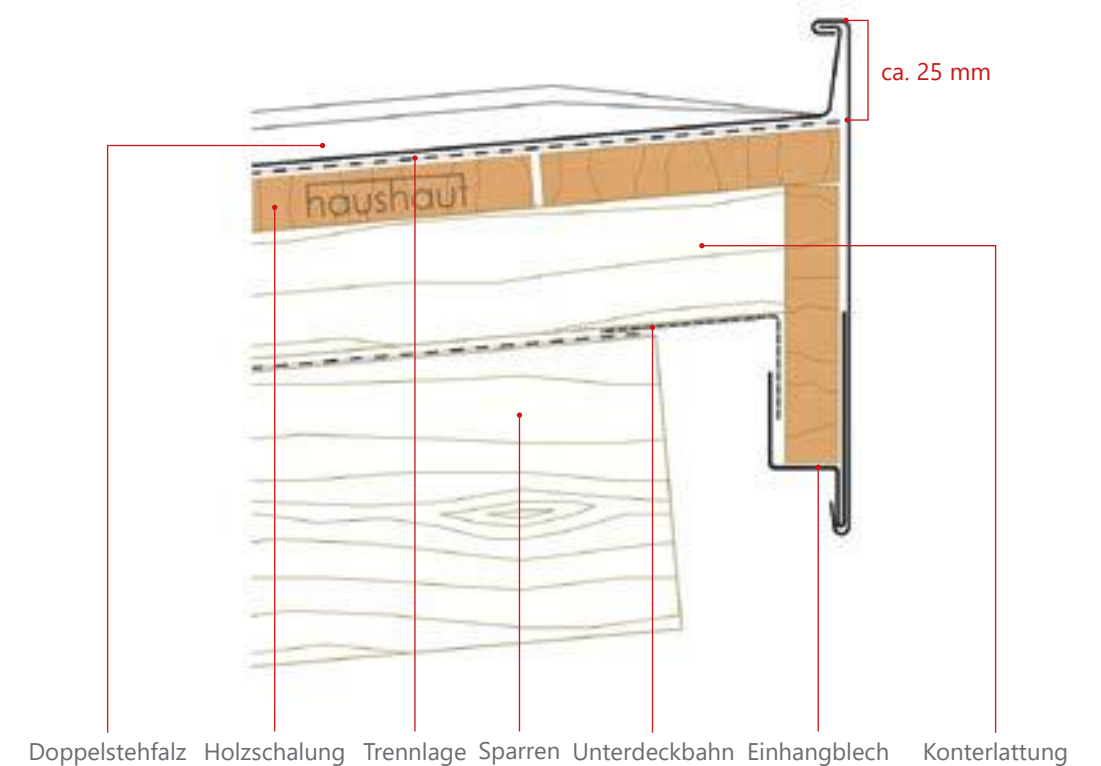 ca. 25 mm
haushaut
Doppelstehfalz Holzschalung Trennlage Sparren Unterdeckbahn Einhangblech Konterlattung